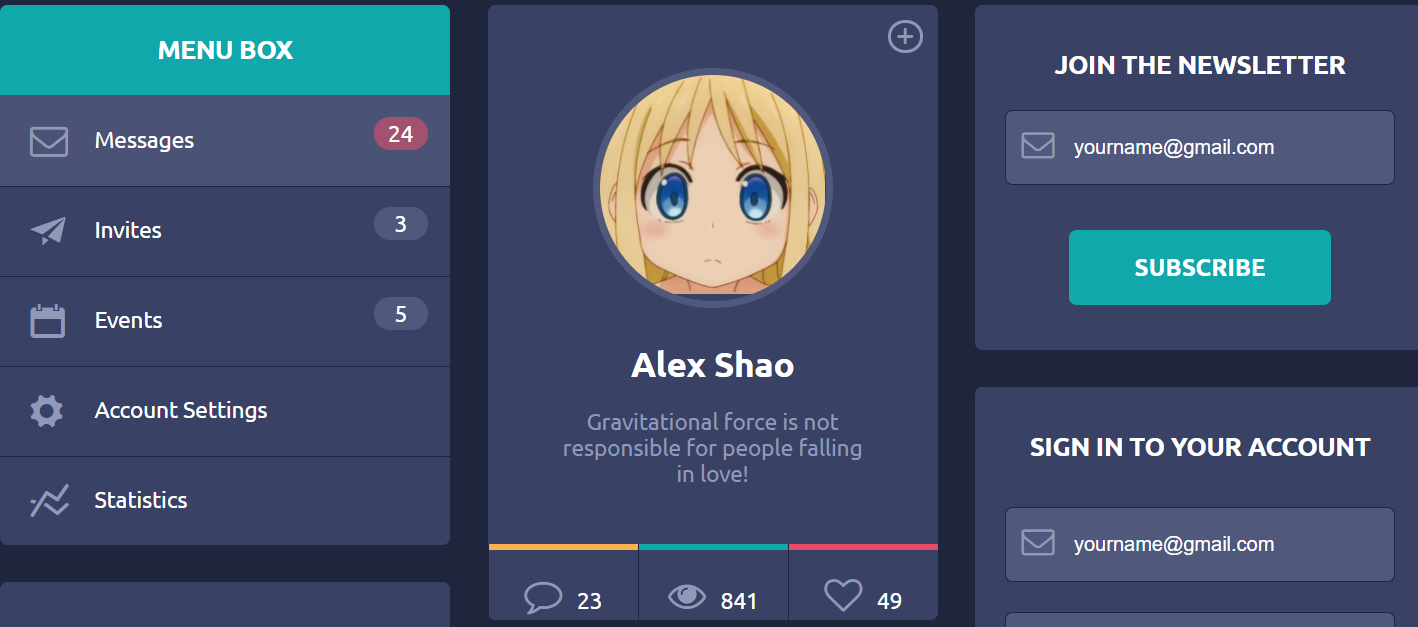 MENU BOX
Messages 24
Invites 3
Events 5
Account Settings
Statistics
Alex Shao
Gravitational force is not
responsible for people falling
in love!
23 841 49
JOIN THE NEWSLETTER
yourname@gmail.com
SUBSCRIBE
SIGN IN TO YOUR ACCOUNT
yourname@gmail.com